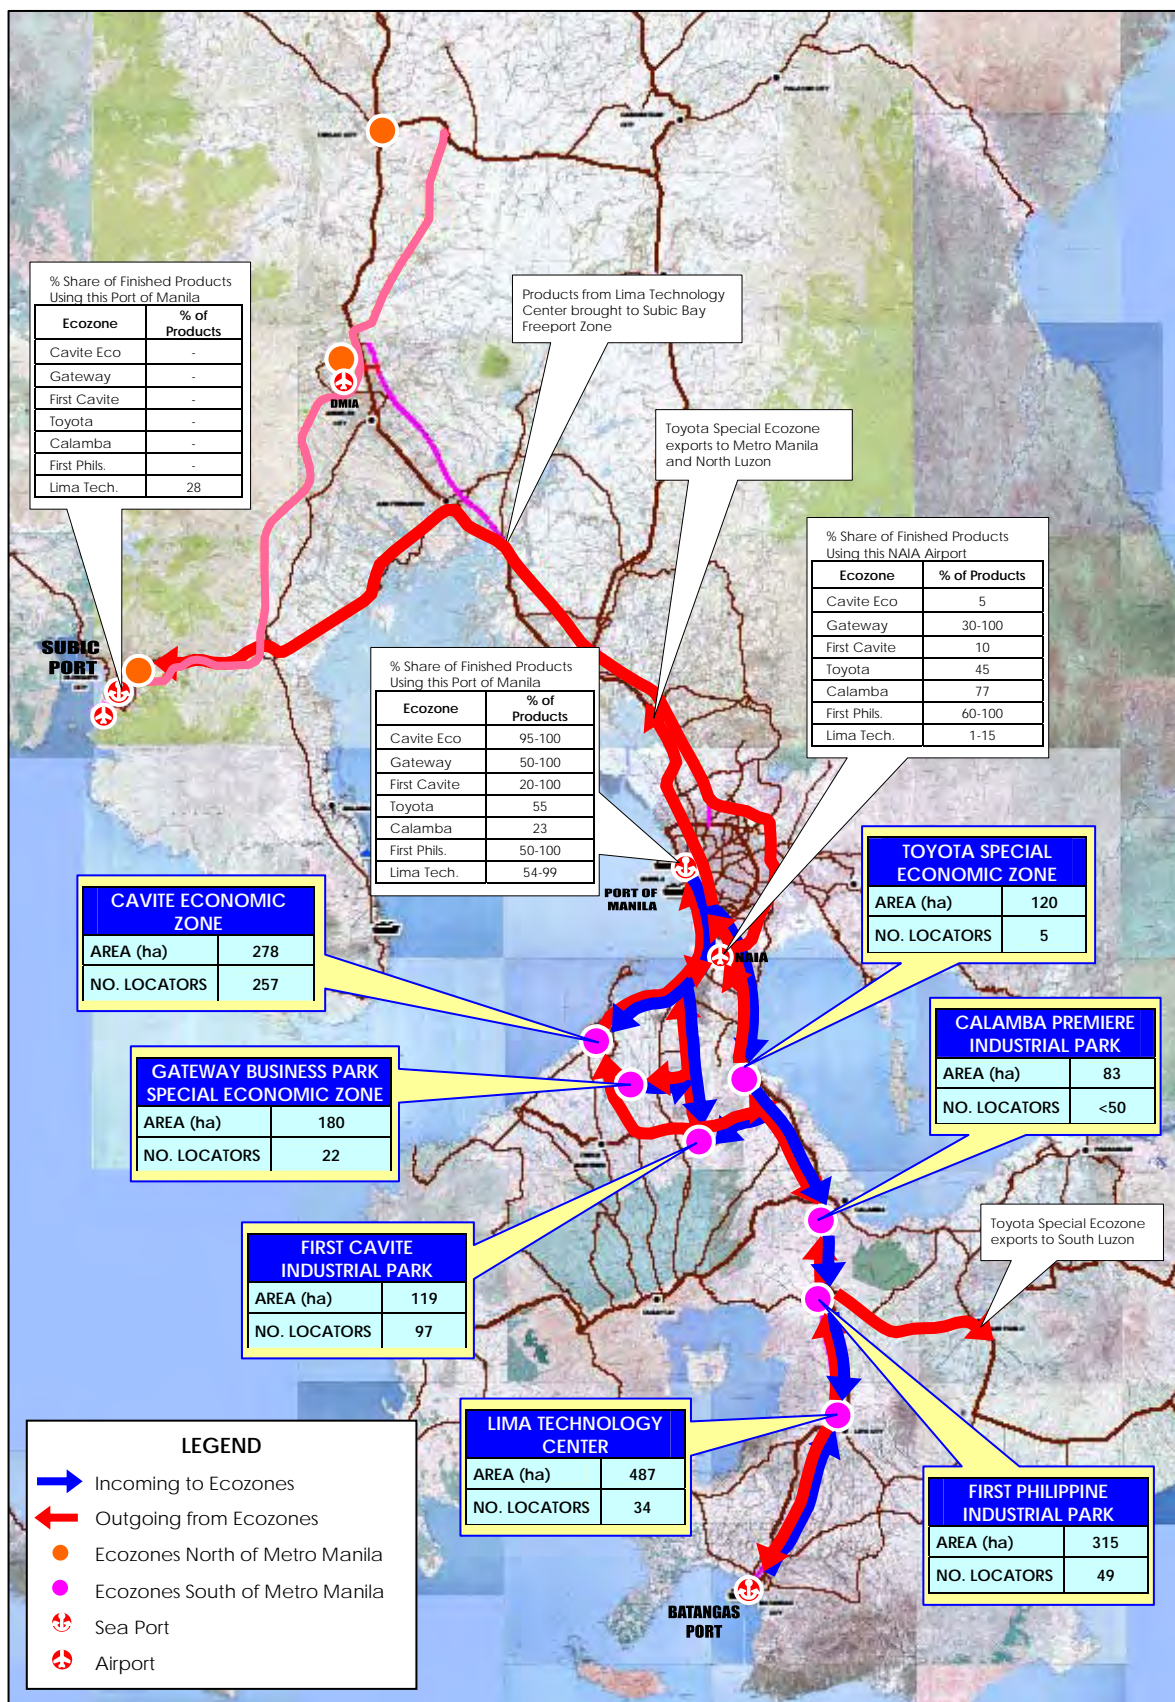 % Share of Finished Products
Using this Port of Manila
Ecozone % of Products
Cavite Eco -
Gateway -
First Cavite -
Toyota -
Calamba -
First Phils. -
Lima Tech. 28
Products from Lima Technology
Center brought to Subic Bay
Freeport Zone
DMIA
Toyota Special Ecozone
exports to Metro Manila
and North Luzon
% Share of Finished Products
Using this NAIA Airport
Ecozone % of Products
Cavite Eco 5
Gateway 30-100
First Cavite 10
Toyota 45
Calamba 77
First Phils. 60-100
Lima Tech. 1-15
SUBIC
PORT
% Share of Finished Products
Using this Port of Manila
Ecozone % of Products
Cavite Eco 95-100
Gateway 50-100
First Cavite 20-100
Toyota 55
Calamba 23
First Phils. 50-100
Lima Tech. 54-99
PORT OF
MANILA
NAIA
TOYOTA SPECIAL
ECONOMIC ZONE
AREA (ha) 120
NO. LOCATORS 5
CAVITE ECONOMIC
ZONE
AREA (ha) 278
NO. LOCATORS 257
CALAMBA PREMIERE
INDUSTRIAL PARK
AREA (ha) 83
NO. LOCATORS <50
GATEWAY BUSINESS PARK
SPECIAL ECONOMIC ZONE
AREA (ha) 180
NO. LOCATORS 22
Toyota Special Ecozone
exports to South Luzon
FIRST CAVITE
INDUSTRIAL PARK
AREA (ha) 119
NO. LOCATORS 97
LIMA TECHNOLOGY
CENTER
AREA (ha) 487
NO. LOCATORS 34
FIRST PHILIPPINE
INDUSTRIAL PARK
AREA (ha) 315
NO. LOCATORS 49
BATANGAS
PORT
LEGEND
Incoming to Ecozones
Outgoing from Ecozones
Ecozones North of Metro Manila
Ecozones South of Metro Manila
Sea Port
Airport